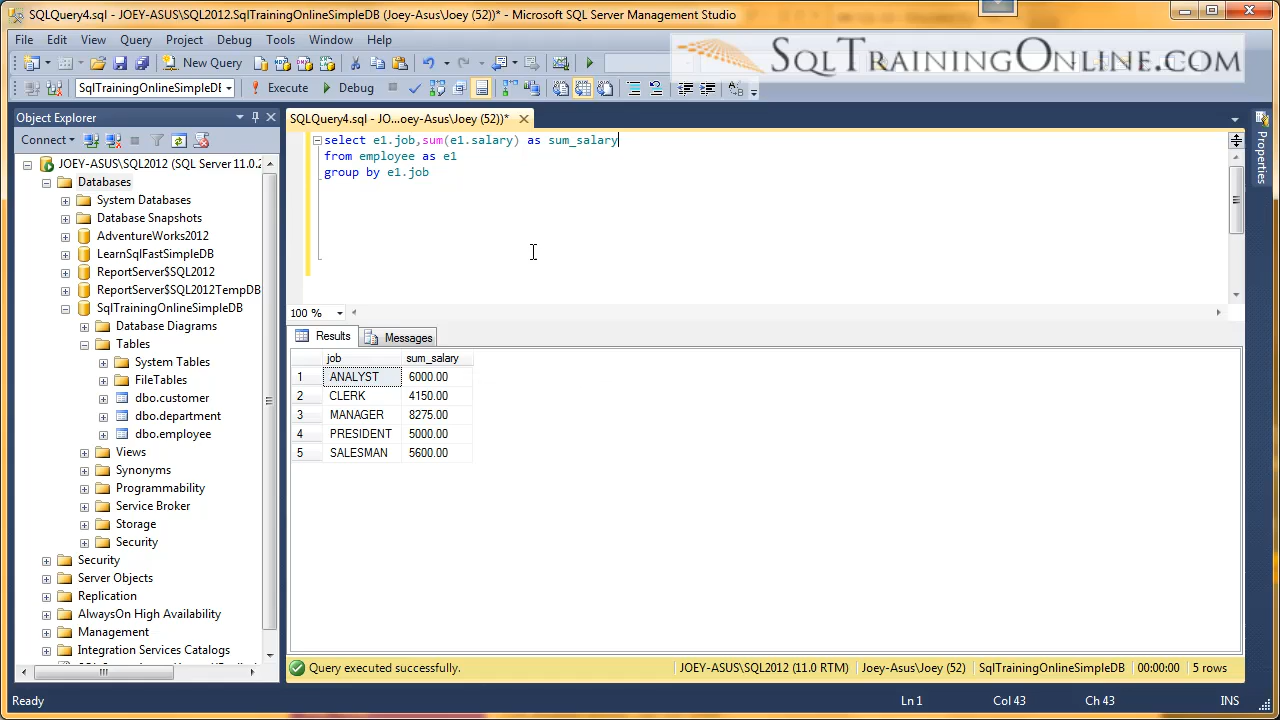 SQLQuery4.sql - JOEY-ASUS\SQL2012.SqlTrainingOnlineSimpleDB (Joey-Asus\Joey (52))* - Microsoft SQL Server Management Studio
File Edit View Query Project Debug Tools Window Help
SQLTRAININGONLINE.COM
New Query
SqlTrainingOnlineSimpleDE Execute Debug
Object Explorer
SQLQuery4.sql - JO...oey-Asus\Joey (52))*
Properties
Connect
JOEY-ASUS\SQL2012 (SQL Server 11.0.2
Databases
System Databases
Database Snapshots
AdventureWorks2012
LearnSqlFastSimpleDB
ReportServer$SQL2012
ReportServer$SQL2012TempDB
SqlTrainingOnlineSimpleDB
Database Diagrams
Tables
System Tables
FileTables
dbo.customer
dbo.department
dbo.employee
Views
Synonyms
Programmability
Service Broker
Storage
Security
Security
Server Objects
Replication
AlwaysOn High Availability
Management
Integration Services Catalogs
select e1.job,sum(e1.salary) as sum_salary
from employee as e1
group by e1.job
100 %
Results Messages
job sum_salary
1 ANALYST 6000.00
2 CLERK 4150.00
3 MANAGER 8275.00
4 PRESIDENT 5000.00
5 SALESMAN 5600.00
Query executed successfully. JOEY-ASUS\SQL2012 (11.0 RTM) Joey-Asus\Joey (52) SqlTrainingOnlineSimpleDB 00:00:00 5 rows
Ready Ln 1 Col 43 Ch 43 INS